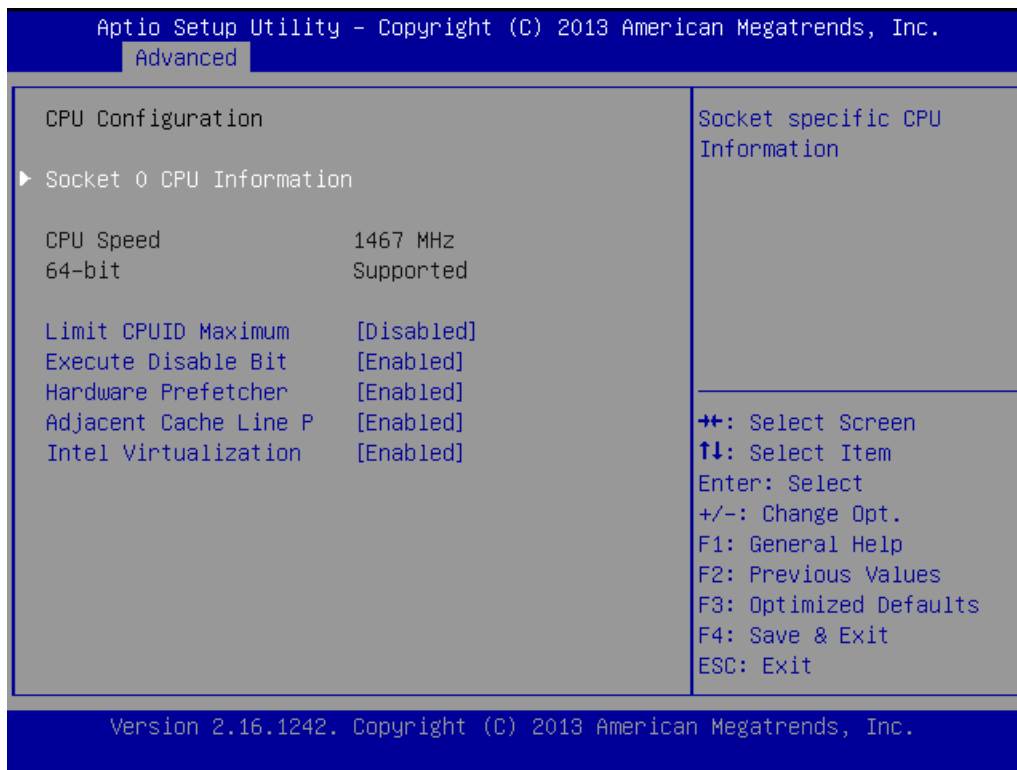 Aptio Setup Utility – Copyright (C) 2013 American Megatrends, Inc.
Advanced
CPU Configuration
Socket 0 CPU Information
CPU Speed 1467 MHz
64-bit Supported
Limit CPUID Maximum [Disabled]
Execute Disable Bit [Enabled]
Hardware Prefetcher [Enabled]
Adjacent Cache Line P [Enabled]
Intel Virtualization [Enabled]
Socket specific CPU
Information
→←: Select Screen
↑↓: Select Item
Enter: Select
+/-: Change Opt.
F1: General Help
F2: Previous Values
F3: Optimized Defaults
F4: Save & Exit
ESC: Exit
Version 2.16.1242. Copyright (C) 2013 American Megatrends, Inc.